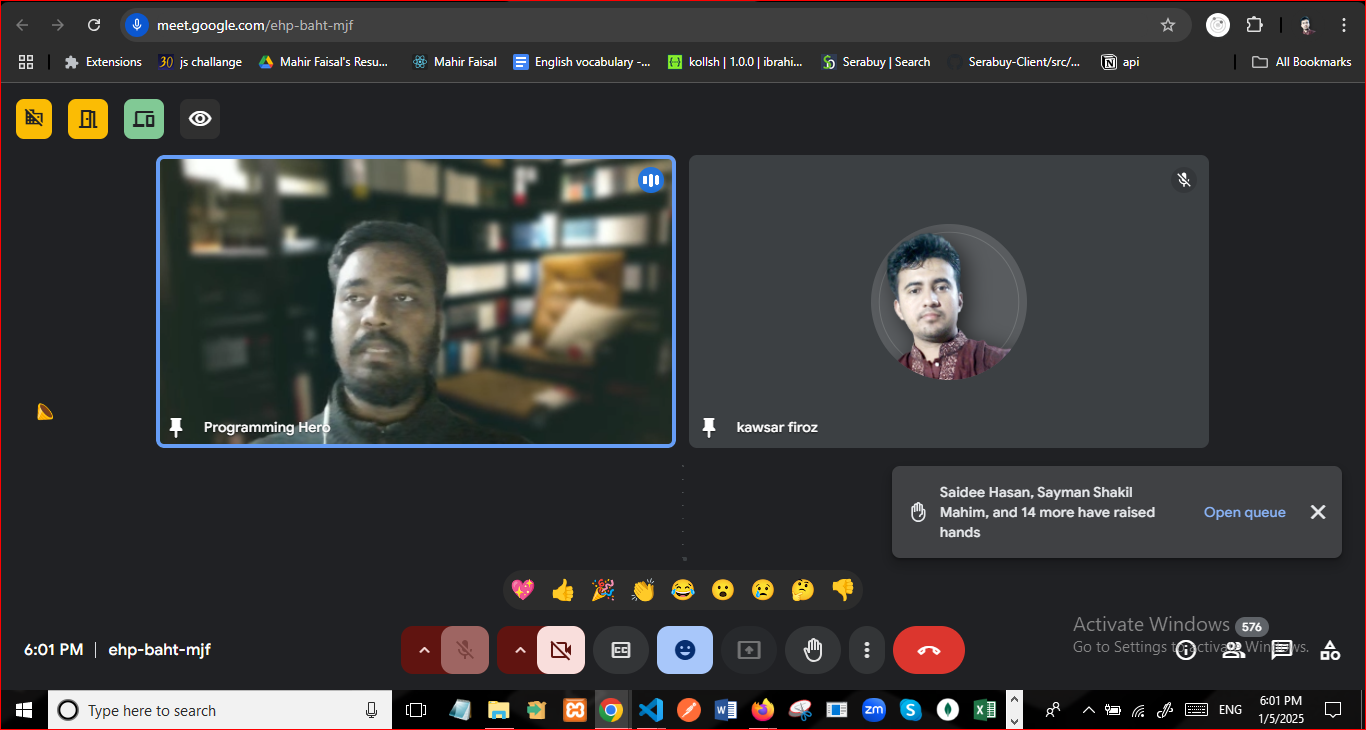 meet.google.com/ehp-baht-mjf
Extensions
30 js challange
Mahir Faisal's Resu...
Mahir Faisal
English vocabulary -...
kollsh | 1.0.0 | ibrahi...
Serabuy | Search
Serabuy-Client/src/...
api
All Bookmarks
Programming Hero
kawsar firoz
Saidee Hasan, Sayman Shakil
Mahim, and 14 more have raised
hands
Open queue
6:01 PM | ehp-baht-mjf
Activate Windows
Go to Settings to activate Windows.
576
Type here to search
zm
ENG
6:01 PM
1/5/2025